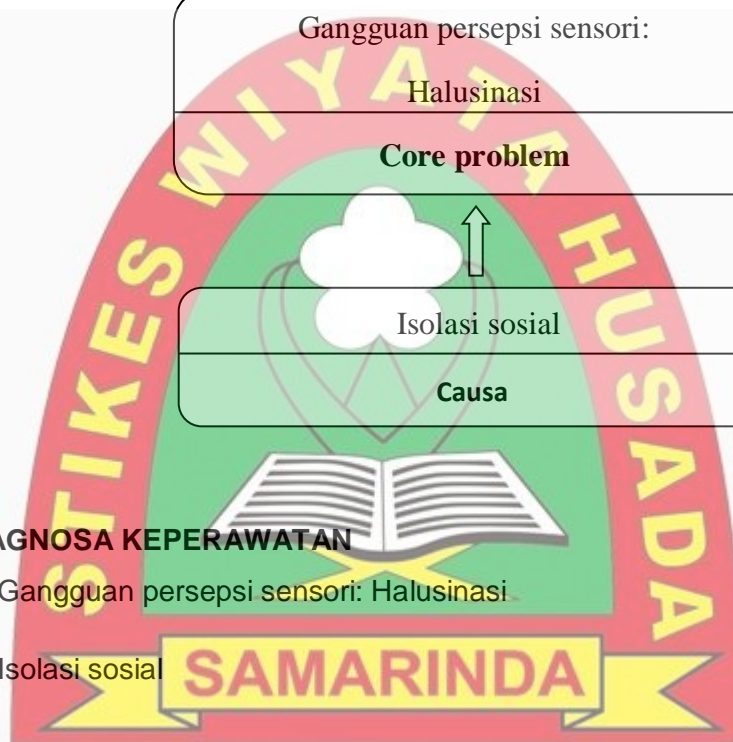 Gangguan persepsi sensori:
Halusinasi
Core problem
Isolasi sosial
Causa
AGNOSA KEPERAWATAN
Gangguan persepsi sensori: Halusinasi
Isolasi sosial
STIKES WIYATA HUSADA
SAMARINDA